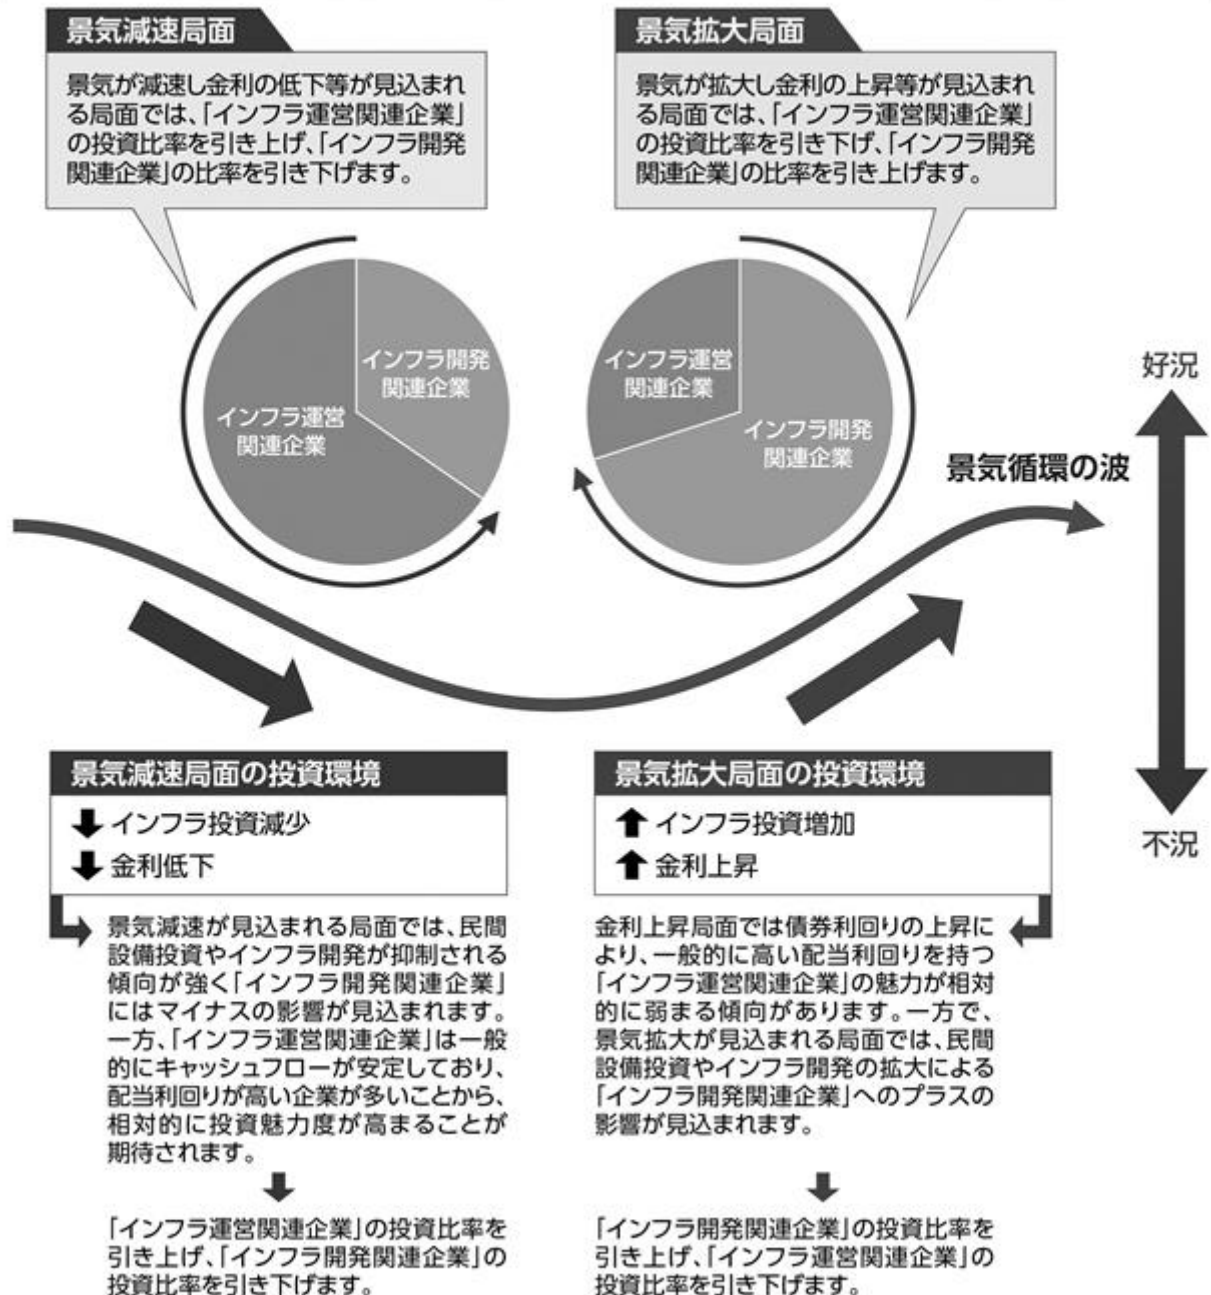 景気減速局面
景気が減速し金利の低下等が見込まれ
る局面では、「インフラ運営関連企業」
の投資比率を引き上げ、「インフラ開発
関連企業」の比率を引き下げます。
景気拡大局面
景気が拡大し金利の上昇等が見込まれ
る局面では、「インフラ運営関連企業」
の投資比率を引き下げ、「インフラ開発
関連企業」の比率を引き上げます。
インフラ開発
関連企業
インフラ運営
関連企業
インフラ運営
関連企業
インフラ開発
関連企業
好況
景気循環の波
不況
景気減速局面の投資環境
インフラ投資減少
金利低下
景気減速が見込まれる局面では、民間
設備投資やインフラ開発が抑制される
傾向が強く「インフラ開発関連企業」
にはマイナスの影響が見込まれます。
一方、「インフラ運営関連企業」は一般
的にキャッシュフローが安定しており、
配当利回りが高い企業が多いことから、
相対的に投資魅力度が高まることが
期待されます。
「インフラ運営関連企業」の投資比率を
引き上げ、「インフラ開発関連企業」の
投資比率を引き下げます。
景気拡大局面の投資環境
インフラ投資増加
金利上昇
金利上昇局面では債券利回りの上昇に
より、一般的に高い配当利回りを持つ
「インフラ運営関連企業」の魅力が相対
的に弱まる傾向があります。一方で、
景気拡大が見込まれる局面では、民間
設備投資やインフラ開発の拡大による
「インフラ開発関連企業」へのプラスの
影響が見込まれます。
「インフラ開発関連企業」の投資比率を
引き上げ、「インフラ運営関連企業」の
投資比率を引き下げます。